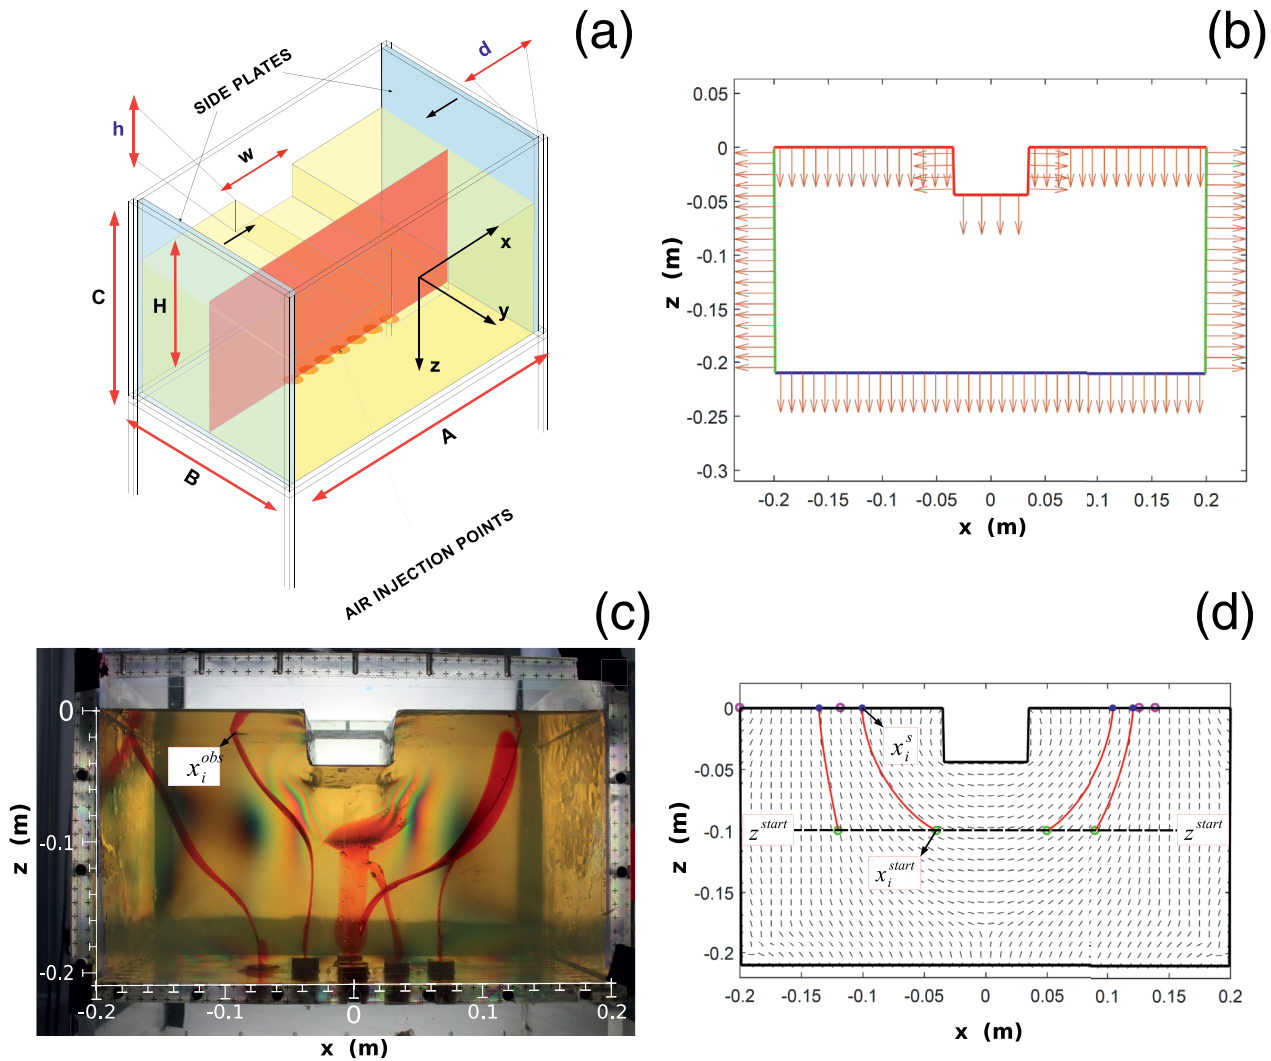 (a)
SIDE PLATES
d
h
w
x
y
z
C
H
A
B
AIR INJECTION POINTS
(b)
0.05
0
-0.05
-0.1
-0.15
-0.2
-0.25
-0.3
z (m)
-0.2 -0.15 -0.1 -0.05 0 0.05 0.1 0.15 0.2
x (m)
(c)
0
-0.1
-0.2
z (m)
x_i^obs
-0.2 -0.1 0 0.1 0.2
x (m)
(d)
0
-0.05
-0.1
-0.15
-0.2
z (m)
x_i^s
z^start z^start
x_i^start
-0.2 -0.15 -0.1 -0.05 0 0.05 0.1 0.15 0.2
x (m)